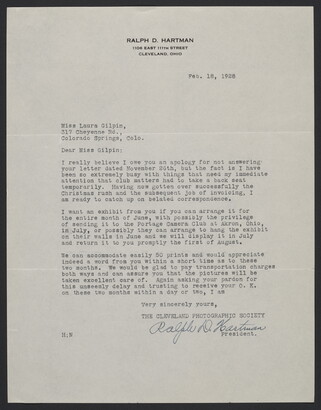 RALPH D. HARTMAN
1106 EAST 111TH STREET
CLEVELAND, OHIO
Feb. 16, 1928
Miss Laura Gilpin,
317 Cheyenne Rd.,
Colorado Springs, Colo.
Dear Miss Gilpin;
I really believe I owe you an apology for not answering
your letter dated November 26th, but the fact is I have
been so extremely busy with things that need my immediate
attention that club matters had to take a back seat
temporarily. Having now gotten over successfully the
Christmas rush and the subsequent job of invoicing, I
am ready to catch up on belated correspondence.
I want an exhibit from you if you can arrange it for
the entire month of June, with possibly the privilege
of sending it to the Portage Camera Club at Akron, Ohio,
in July, or possibly they can arrange to hang the exhibit
on their walls in June and we will display it in July
and return it to you promptly the first of August.
We can accommodate easily 50 prints and would appreciate
indeed a word from you within a short time as to these
two months. We would be glad to pay transportation charges
both ways and can assure you that the pictures will be
taken excellent care of. Again asking your pardon for
this unseemly delay and trusting to receive your O. K.
on these two months within a day or two, I am
Very sincerely yours,
THE CLEVELAND PHOTOGRAPHIC SOCIETY
Ralph D. Hartman
H:N President.